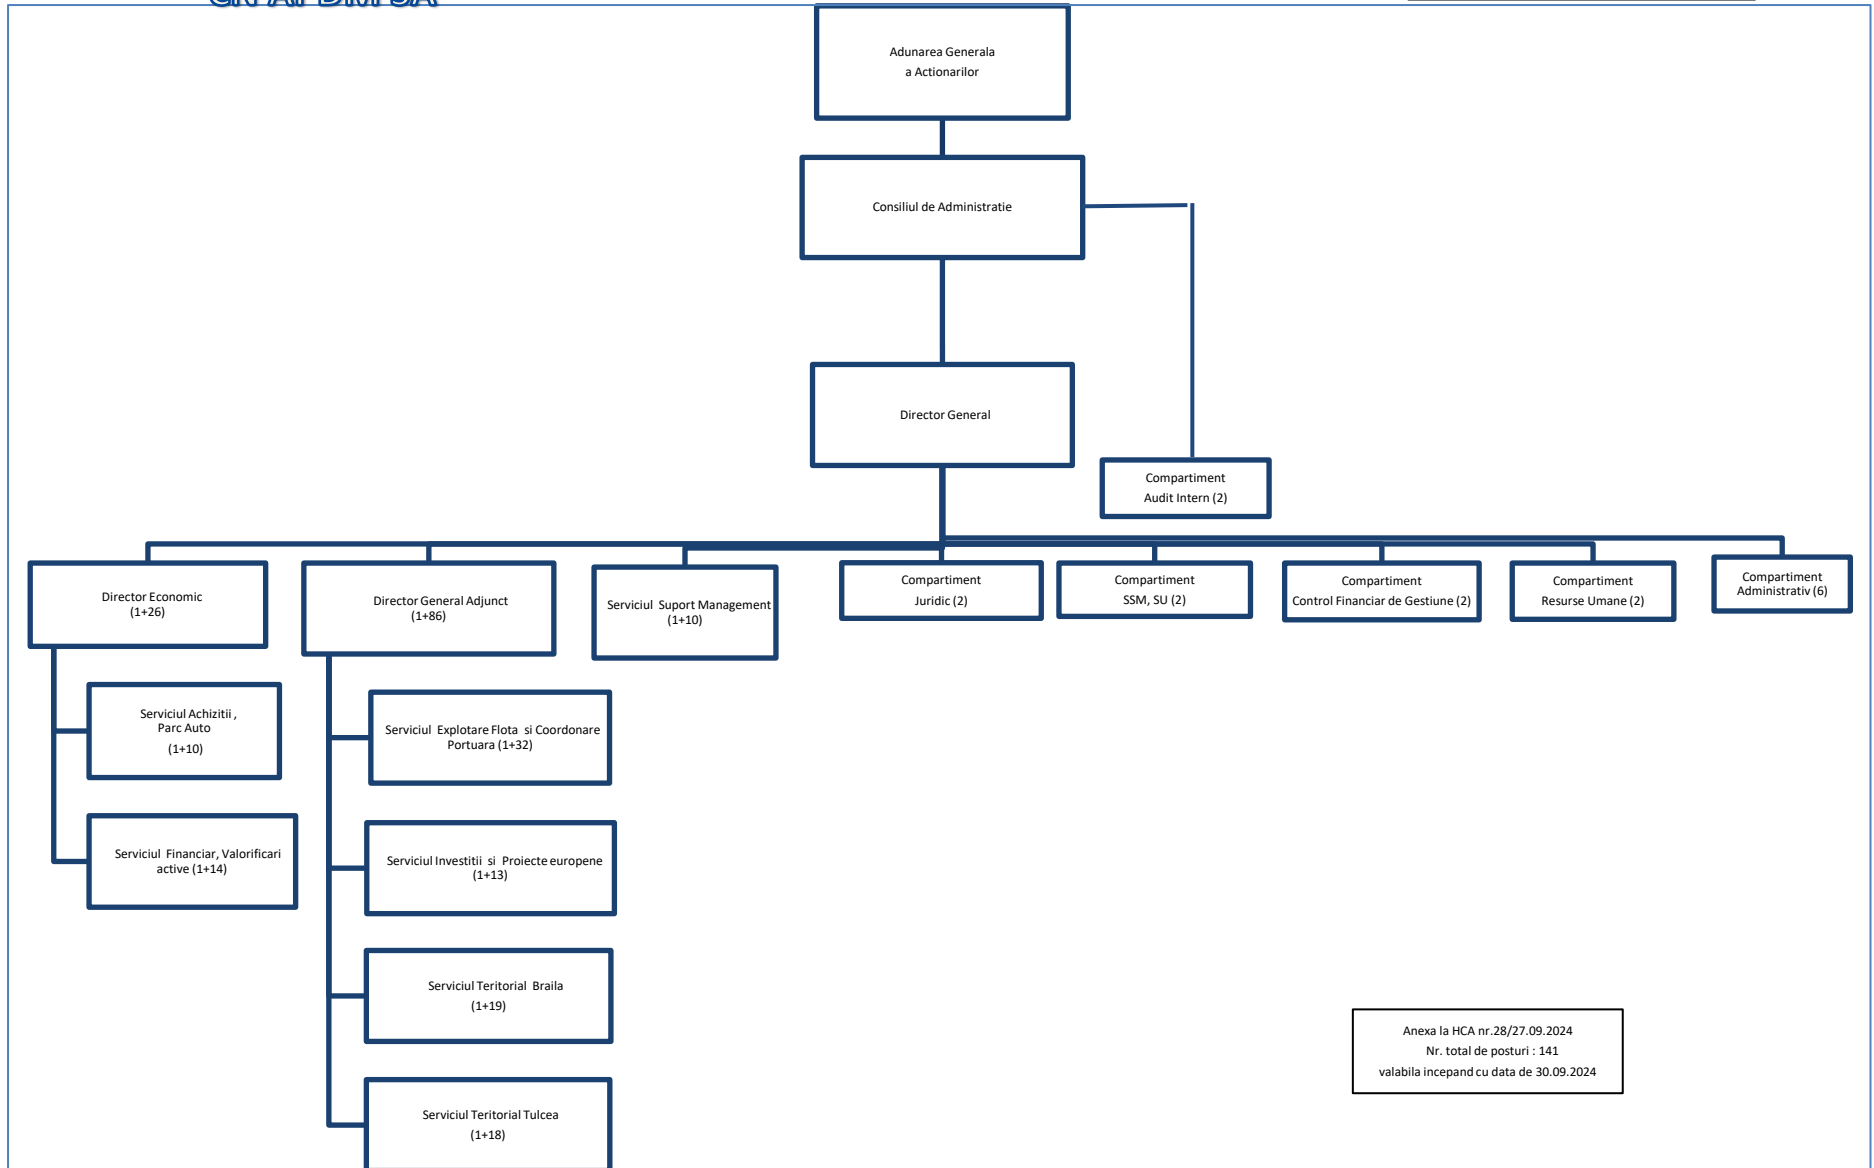 Adunarea Generala
a Actionarilor
Consiliul de Administratie
Director General
Compartiment
Audit Intern (2)
Director Economic
(1+26)
Director General Adjunct
(1+86)
Serviciul Suport Management
(1+10)
Compartiment
Juridic (2)
Compartiment
SSM, SU (2)
Compartiment
Control Financiar de Gestiune (2)
Compartiment
Resurse Umane (2)
Compartiment
Administrativ (6)
Serviciul Achizitii ,
Parc Auto
(1+10)
Serviciul Financiar, Valorificari
active (1+14)
Serviciul Explotare Flota si Coordonare
Portuara (1+32)
Serviciul Investitii si Proiecte europene
(1+13)
Serviciul Teritorial Braila
(1+19)
Serviciul Teritorial Tulcea
(1+18)
Anexa la HCA nr.28/27.09.2024
Nr. total de posturi : 141
valabila incepand cu data de 30.09.2024